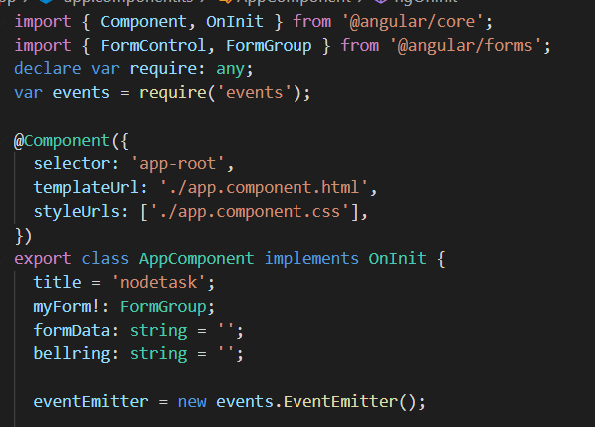 AppComponent
import { Component, OnInit } from '@angular/core';
import { FormControl, FormGroup } from '@angular/forms';
declare var require: any;
var events = require('events');
@Component({
  selector: 'app-root',
  templateUrl: './app.component.html',
  styleUrls: ['./app.component.css'],
})
export class AppComponent implements OnInit {
  title = 'nodetask';
  myForm!: FormGroup;
  formData: string = '';
  bellring: string = '';
  eventEmitter = new events.EventEmitter();